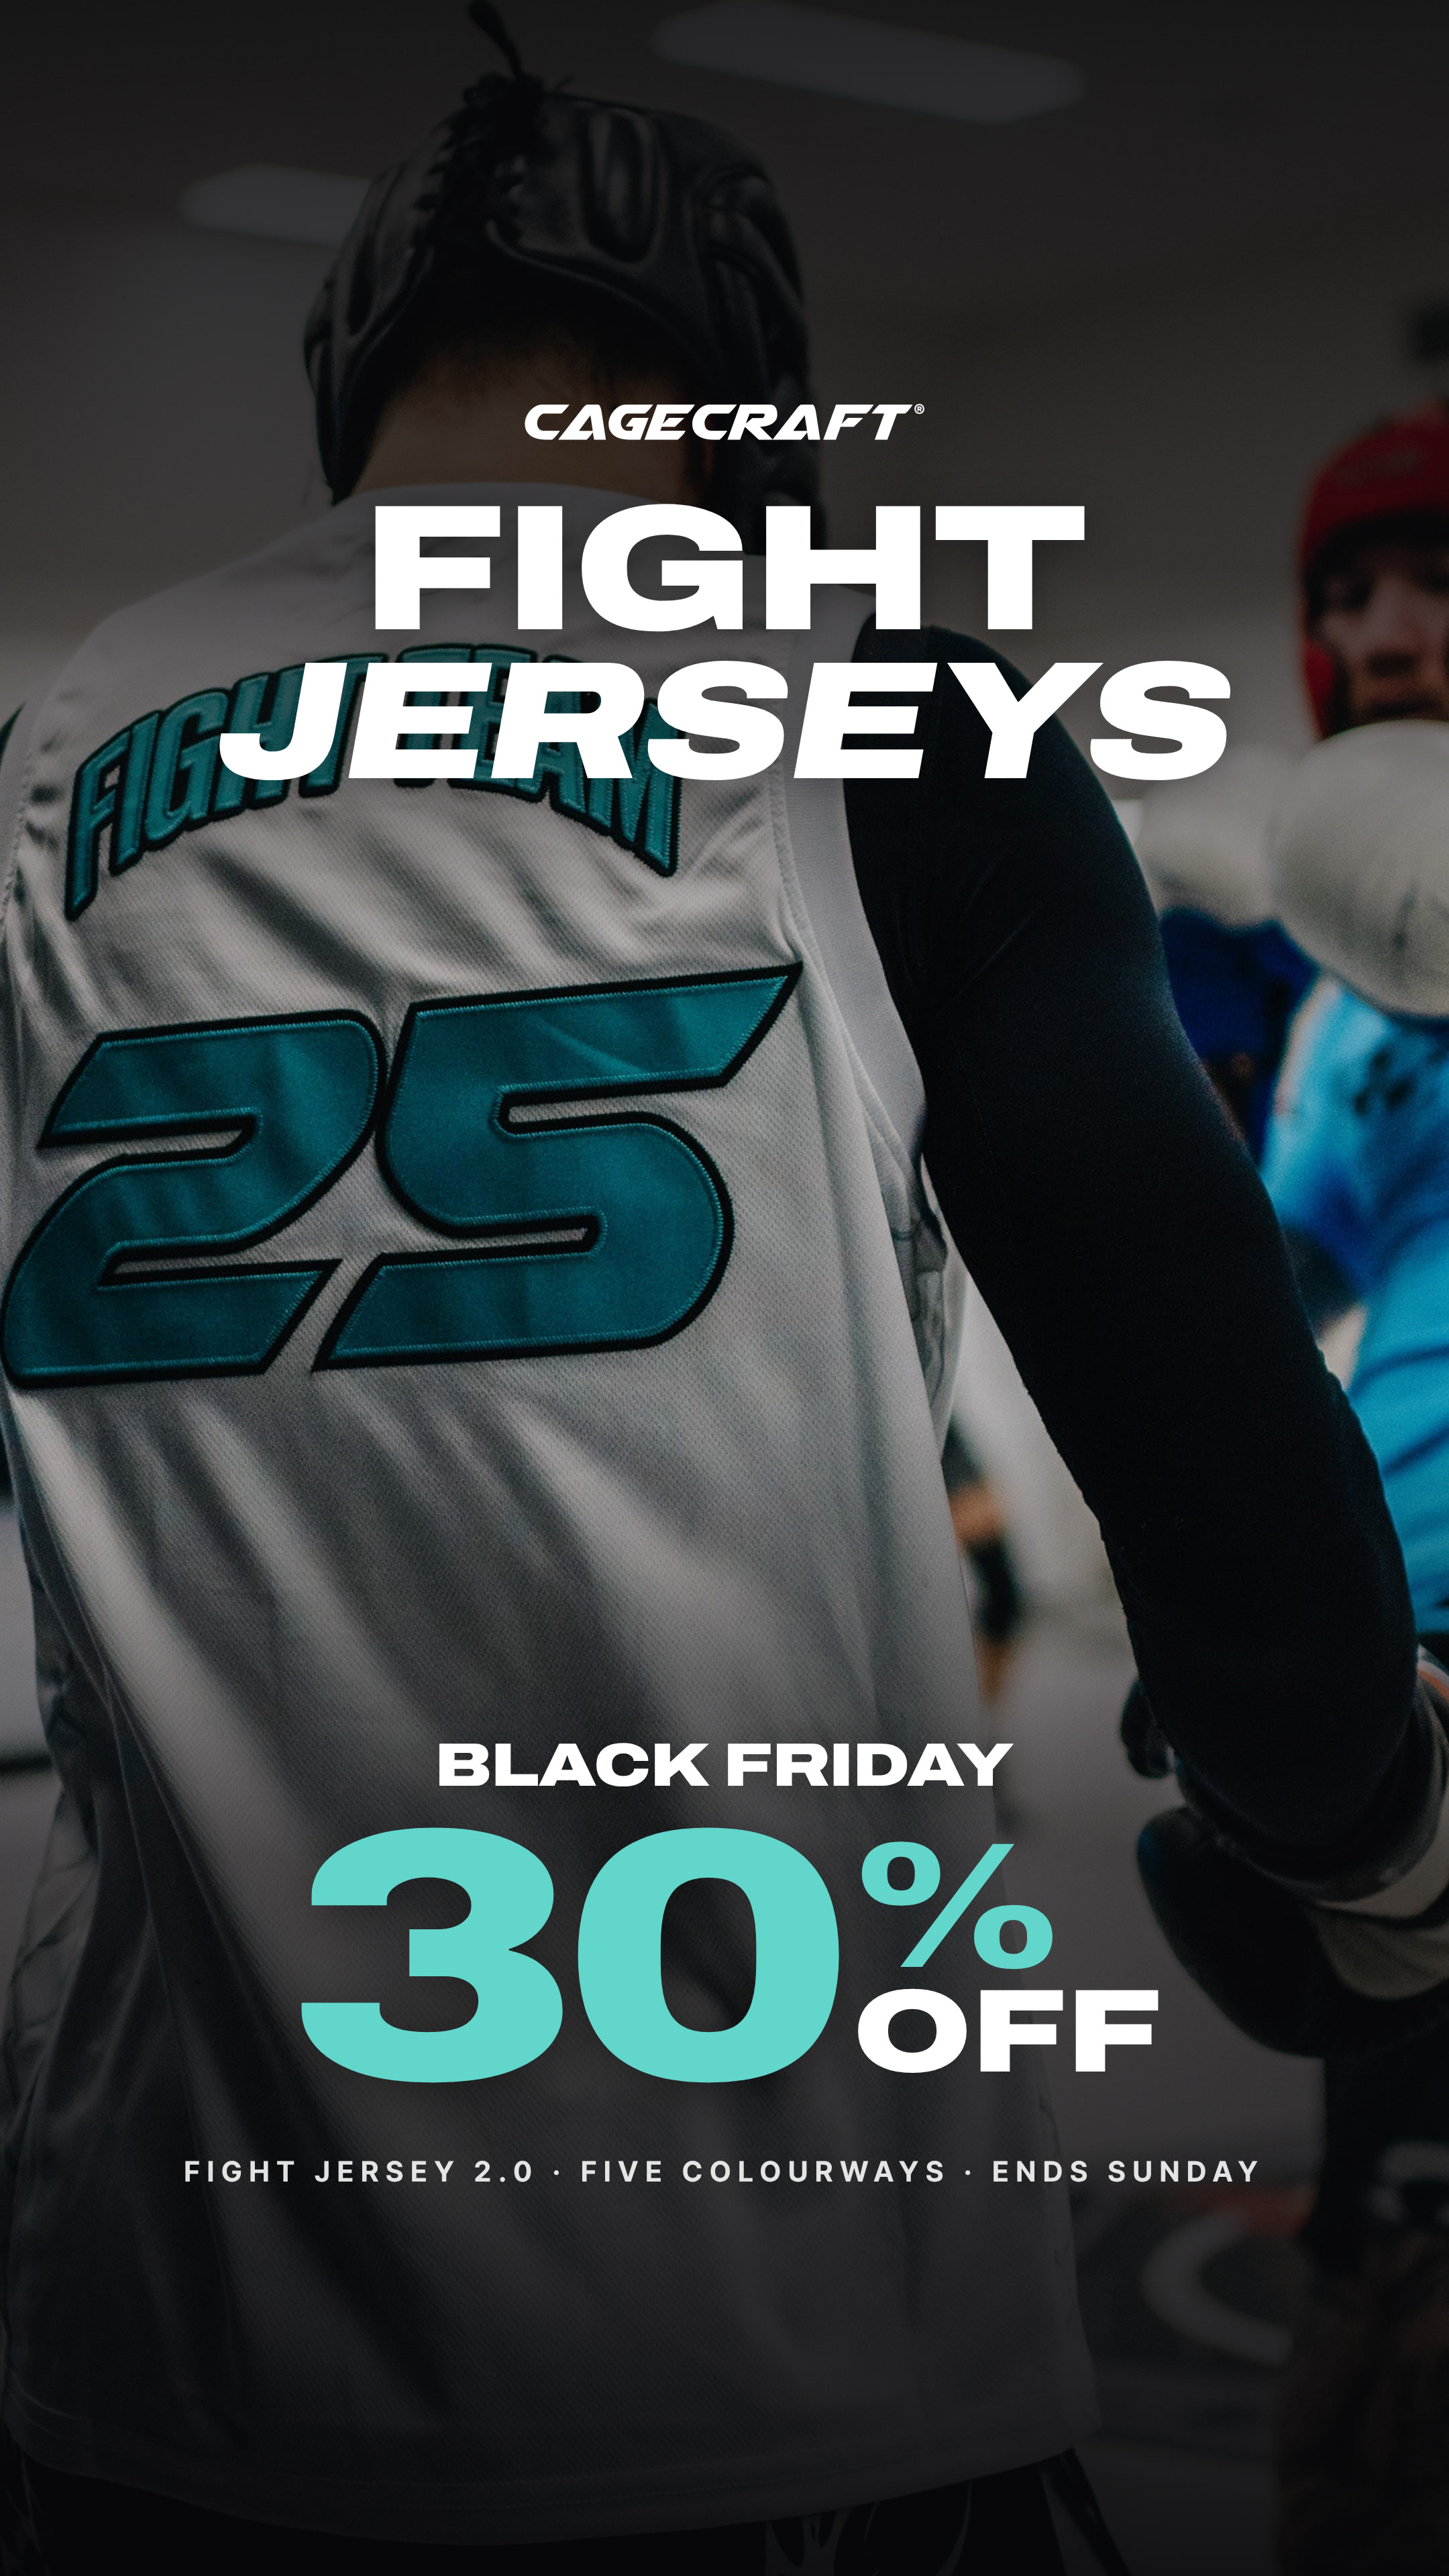 CAGECRAFT®
FIGHT
JERSEYS
FIGHT TEAM
25
BLACK FRIDAY
30%
OFF
FIGHT JERSEY 2.0 · FIVE COLOURWAYS · ENDS SUNDAY